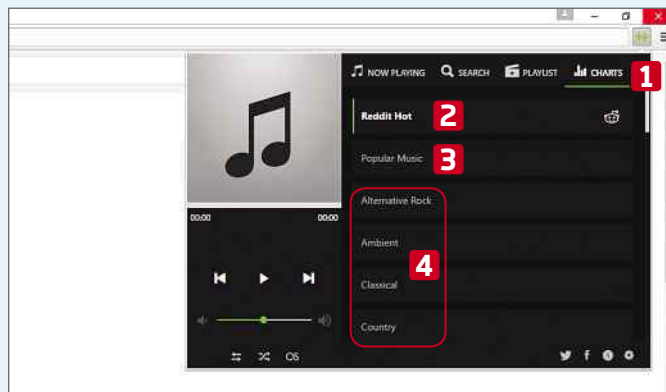 NOW PLAYING SEARCH PLAYLIST CHARTS 1
Reddit Hot 2
Popular Music 3
Alternative Rock
00:00 00:00
Ambient
4
Classical
Country
OS